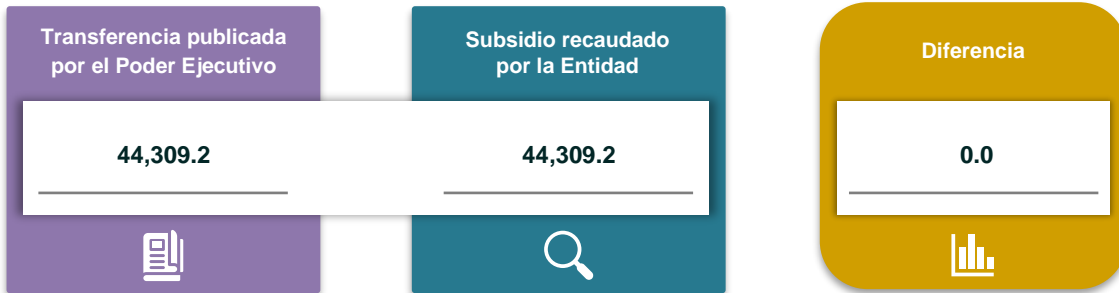 Transferencia publicada
por el Poder Ejecutivo
44,309.2
Subsidio recaudado
por la Entidad
44,309.2
Diferencia
0.0